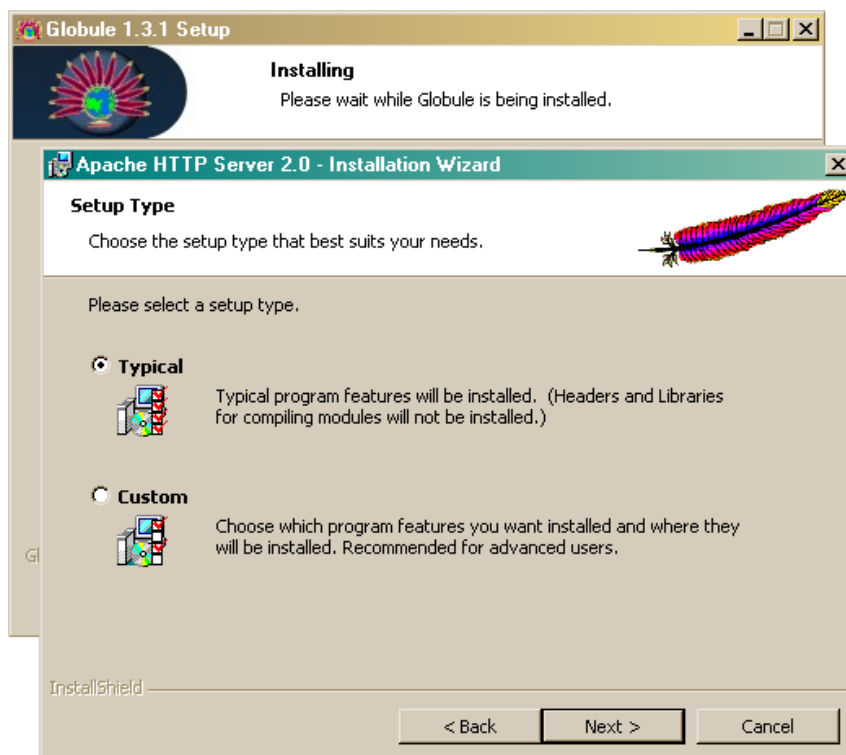 Globule 1.3.1 Setup
Installing
Please wait while Globule is being installed.
Apache HTTP Server 2.0 - Installation Wizard
Setup Type
Choose the setup type that best suits your needs.
Please select a setup type.
Typical
Typical program features will be installed. (Headers and Libraries
for compiling modules will not be installed.)
Custom
Choose which program features you want installed and where they
will be installed. Recommended for advanced users.
Gl
InstallShield
< Back Next > Cancel